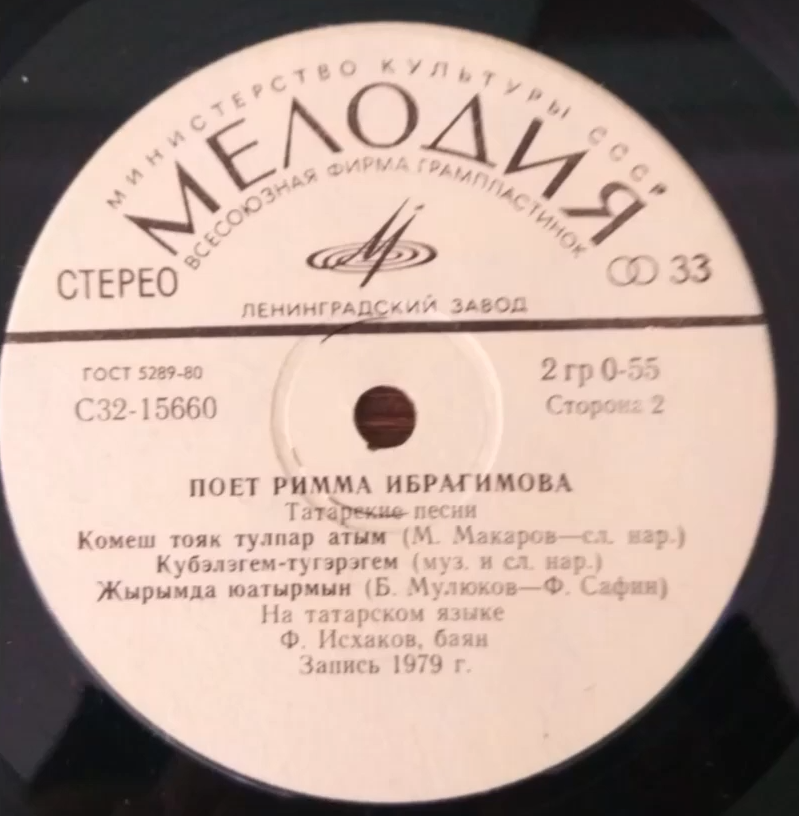 МИНИСТЕРСТВО КУЛЬТУРЫ СССР
МЕЛОДИЯ
ВСЕСОЮЗНАЯ ФИРМА ГРАМПЛАСТИНОК
СТЕРЕО
33
ЛЕНИНГРАДСКИЙ ЗАВОД
ГОСТ 5289-80
2 гр 0-55
С32-15660
Сторона 2
ПОЕТ РИММА ИБРАГИМОВА
Татарские песни
Комеш тояк тулпар атым (М. Макаров—сл. нар.)
Кубэлэгем-тугэрэгем (муз. и сл. нар.)
Жырымда юатырмын (Б. Мулюков—Ф. Сафин)
На татарском языке
Ф. Исхаков, баян
Запись 1979 г.